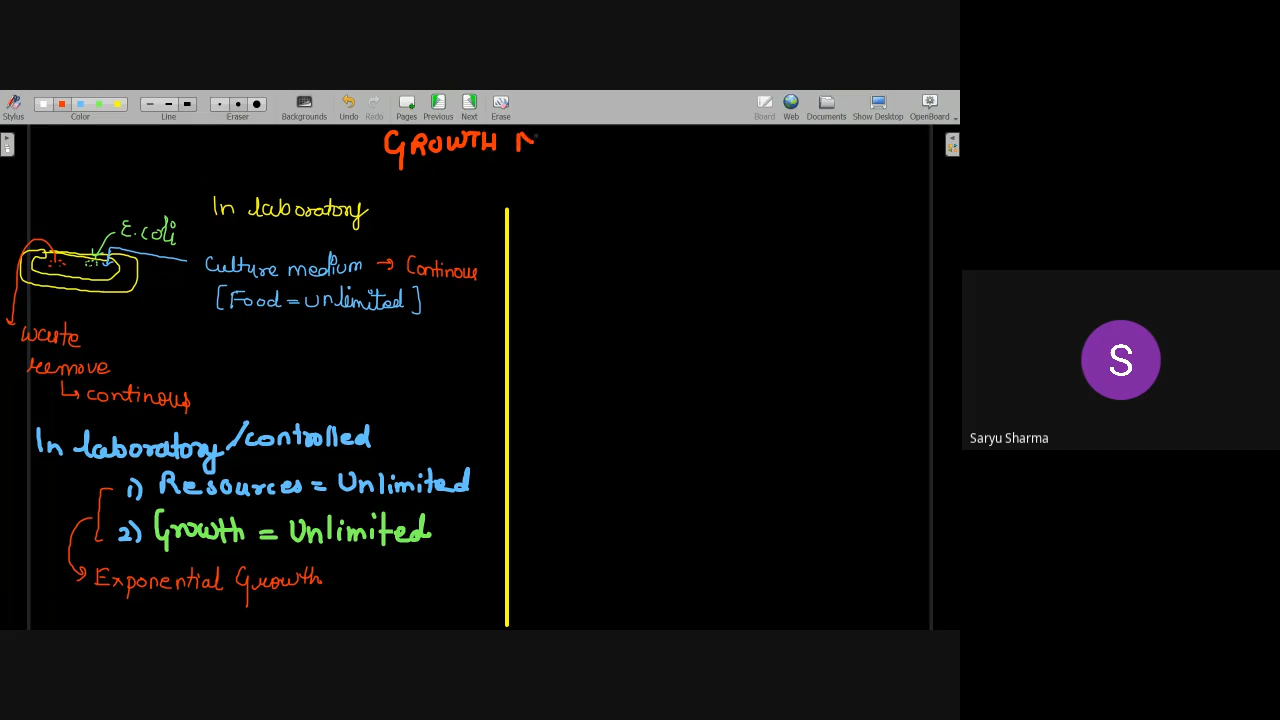 Stylus
Color
Line
Eraser
Backgrounds
Undo
Redo
Pages
Previous
Next
Erase
Board
Web
Documents
Show Desktop
OpenBoard
GROWTH
In laboratory
E.coli
Culture medium → Continous
[Food = unlimited]
waste
remove
↳ continous
In laboratory/controlled
1) Resources = Unlimited
2) Growth = Unlimited
Exponential Growth
S
Saryu Sharma